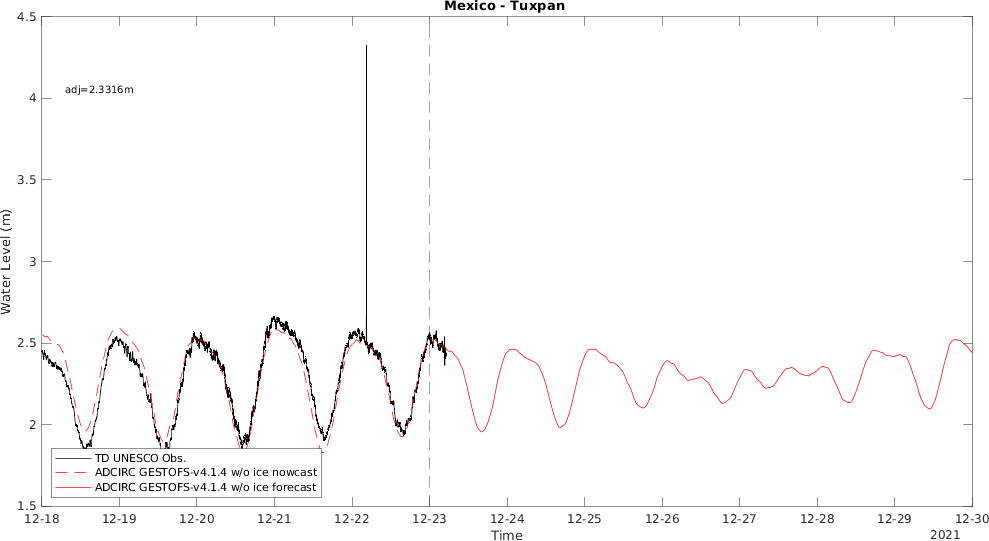 Mexico - Tuxpan
4.5
4
3.5
3
2.5
2
1.5
Water Level (m)
adj=2.3316m
TD UNESCO Obs.
ADCIRC GESTOFS-v4.1.4 w/o ice nowcast
ADCIRC GESTOFS-v4.1.4 w/o ice forecast
12-18 12-19 12-20 12-21 12-22 12-23 12-24 12-25 12-26 12-27 12-28 12-29 12-30
Time
2021